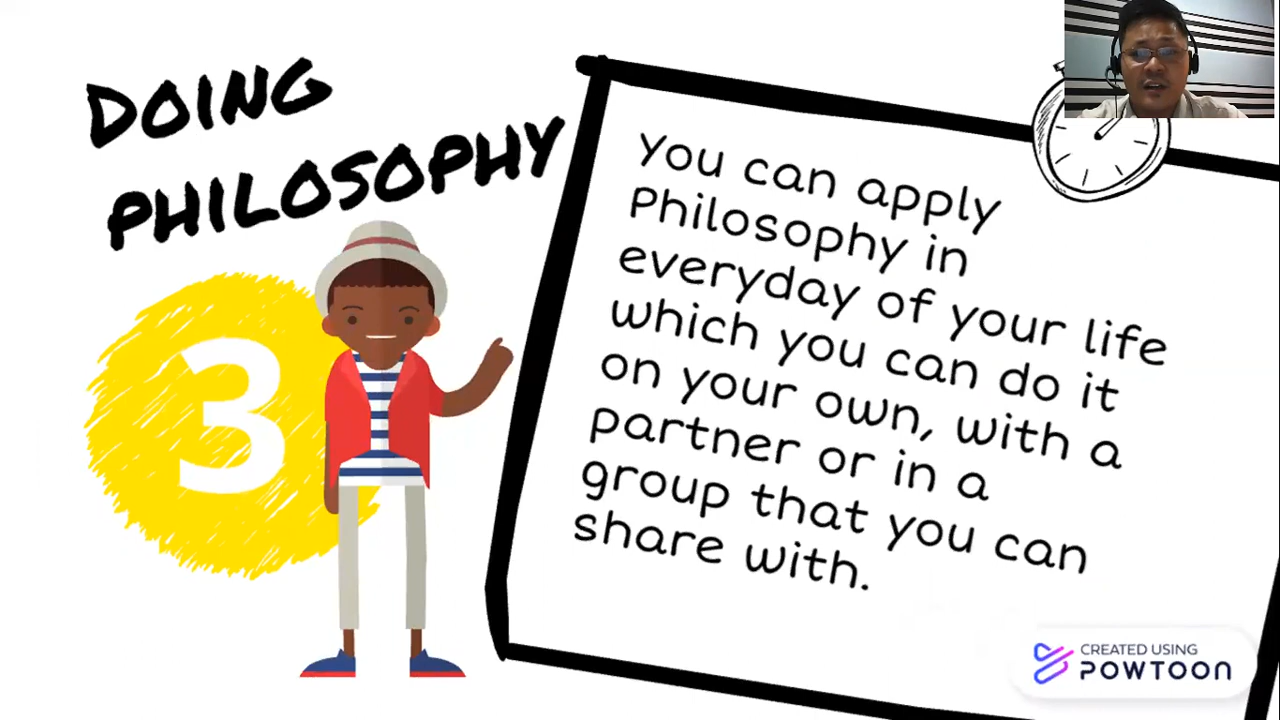 DOING
PHILOSOPHY
3
You can apply
Philosophy in
everyday of your life
which you can do it
on your own, with a
partner or in a
group that you can
share with.
CREATED USING
POWTOON